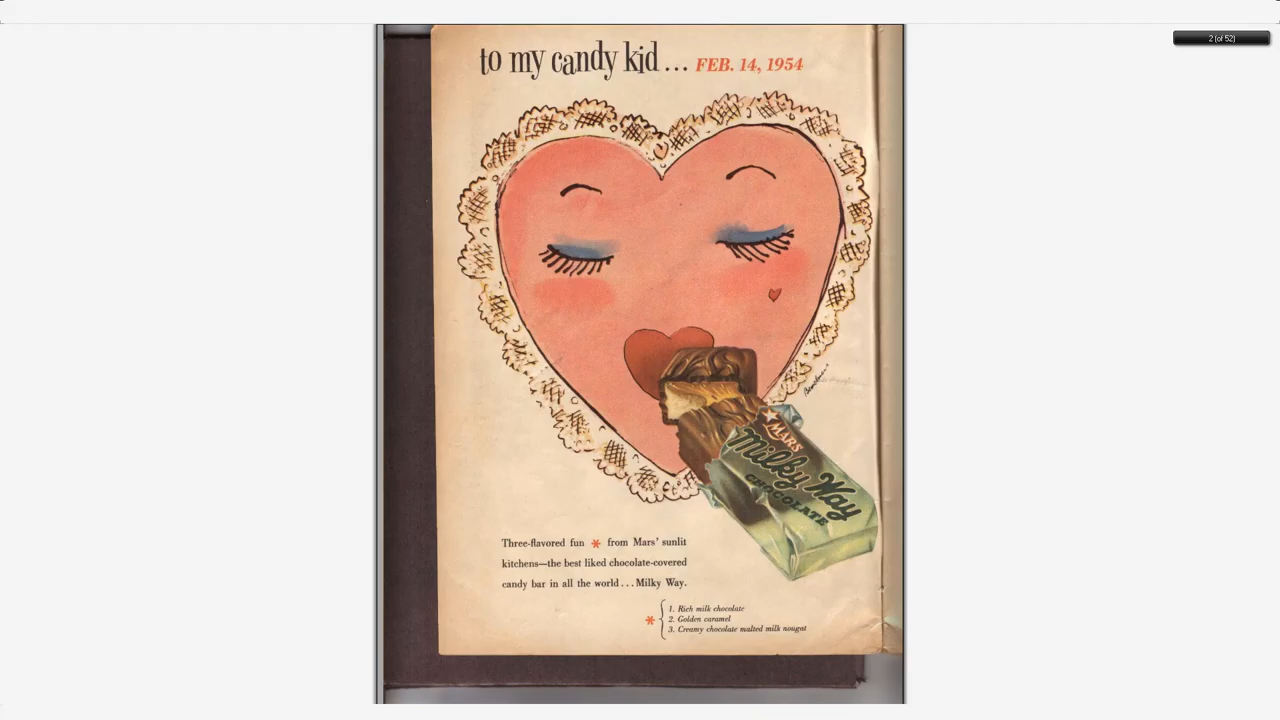 2 (of 52)
to my candy kid... FEB. 14, 1954
MARS
Milky Way
CHOCOLATE
Three-flavored fun * from Mars' sunlit
kitchens—the best liked chocolate-covered
candy bar in all the world...Milky Way.
* { 1. Rich milk chocolate
2. Golden caramel
3. Creamy chocolate malted milk nougat